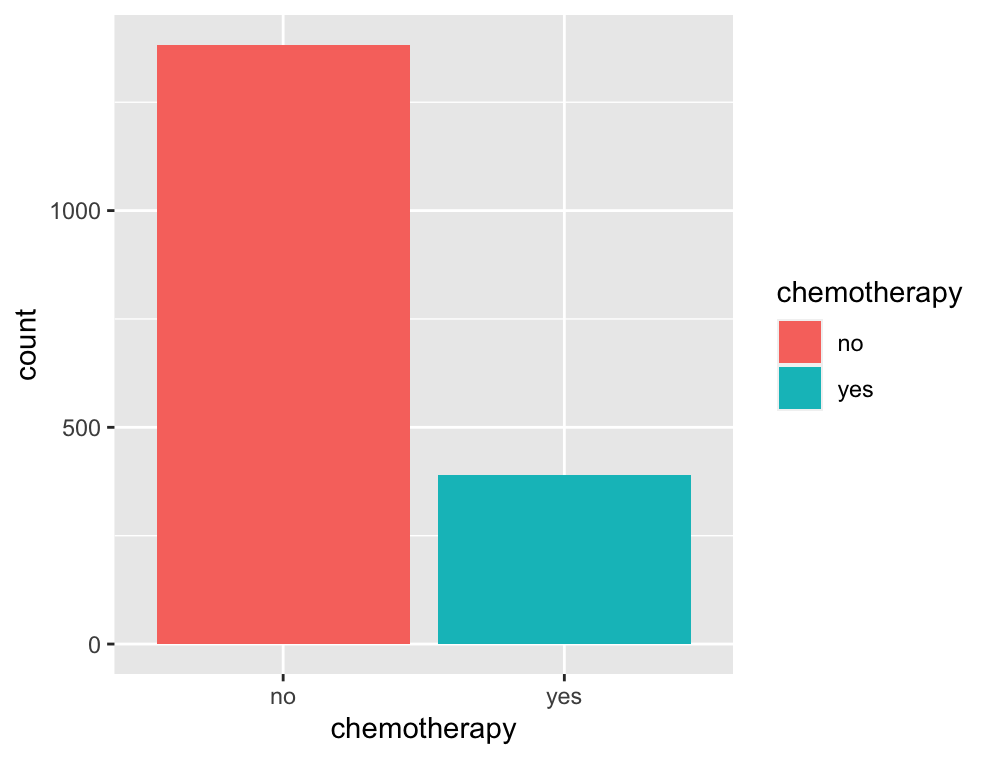 count
1000
500
0
no
yes
chemotherapy
chemotherapy
no
yes